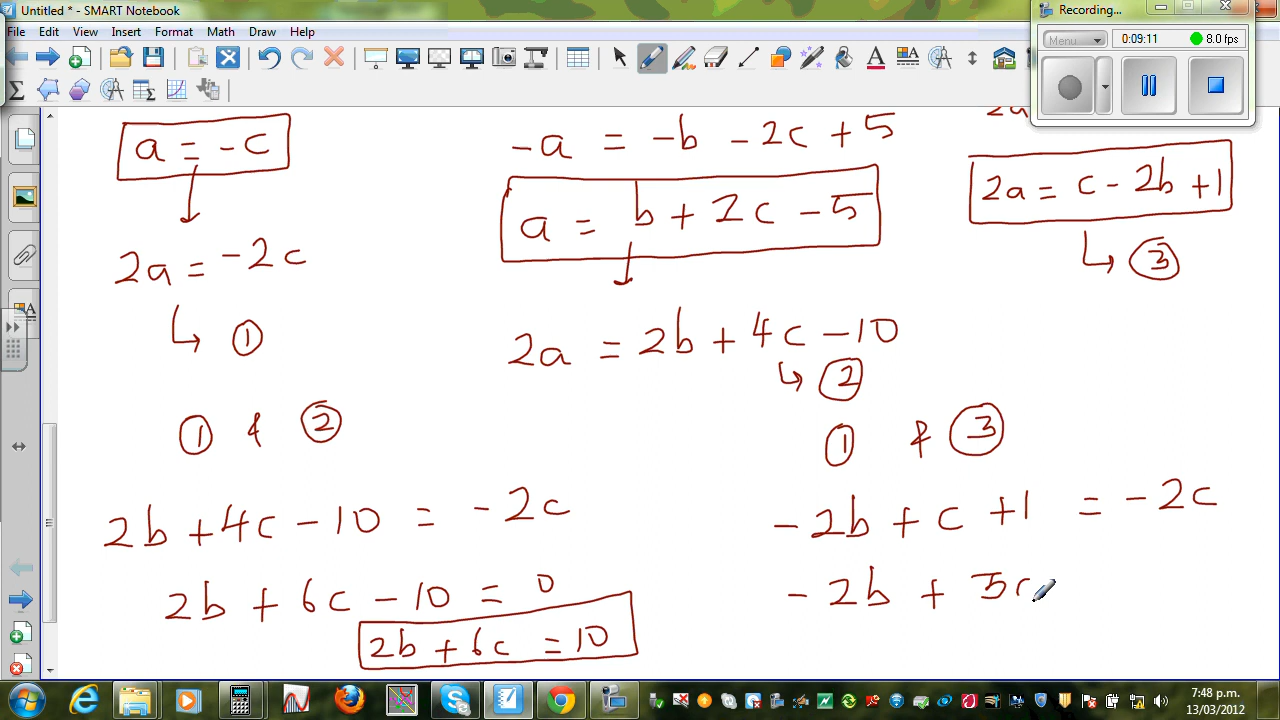 Untitled * - SMART Notebook
Recording...
File Edit View Insert Format Math Draw Help
Menu 0:09:11 8.0 fps
a = -c
-a = -b - 2c + 5
a = b + 2c - 5
2a = c - 2b + 1
2a = -2c
③
①
2a = 2b + 4c - 10
②
① & ②
① & ③
2b + 4c - 10 = -2c
-2b + c + 1 = -2c
2b + 6c - 10 = 0
-2b + 3c
2b + 6c = 10
7:48 p.m.
13/03/2012